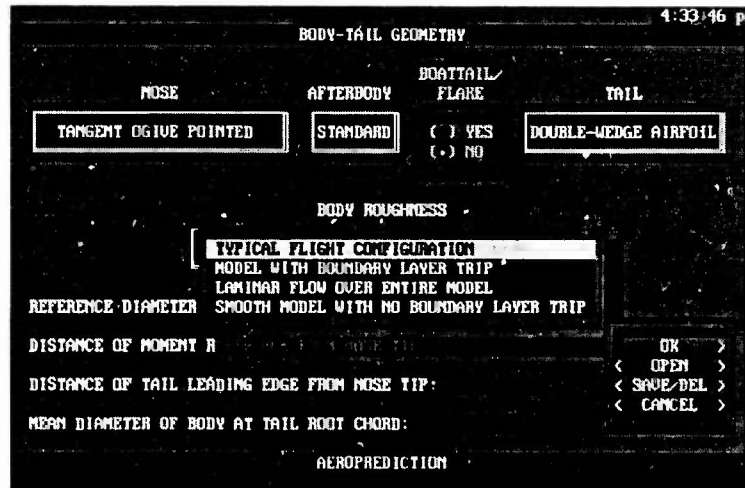 4:33:46 p
BODY-TAIL GEOMETRY
NOSE AFTERBODY BOATTAIL/ FLARE TAIL
TANGENT OGIVE POINTED STANDARD ( ) YES DOUBLE-WEDGE AIRFOIL
(•) NO
BODY ROUGHNESS
TYPICAL FLIGHT CONFIGURATION
MODEL WITH BOUNDARY LAYER TRIP
LAMINAR FLOW OVER ENTIRE MODEL
REFERENCE DIAMETER SMOOTH MODEL WITH NO BOUNDARY LAYER TRIP
DISTANCE OF MOMENT R
DISTANCE OF TAIL LEADING EDGE FROM NOSE TIP:
MEAN DIAMETER OF BODY AT TAIL ROOT CHORD:
OK >
< OPEN >
< SAVE/DEL >
< CANCEL >
AEROPREDICTION